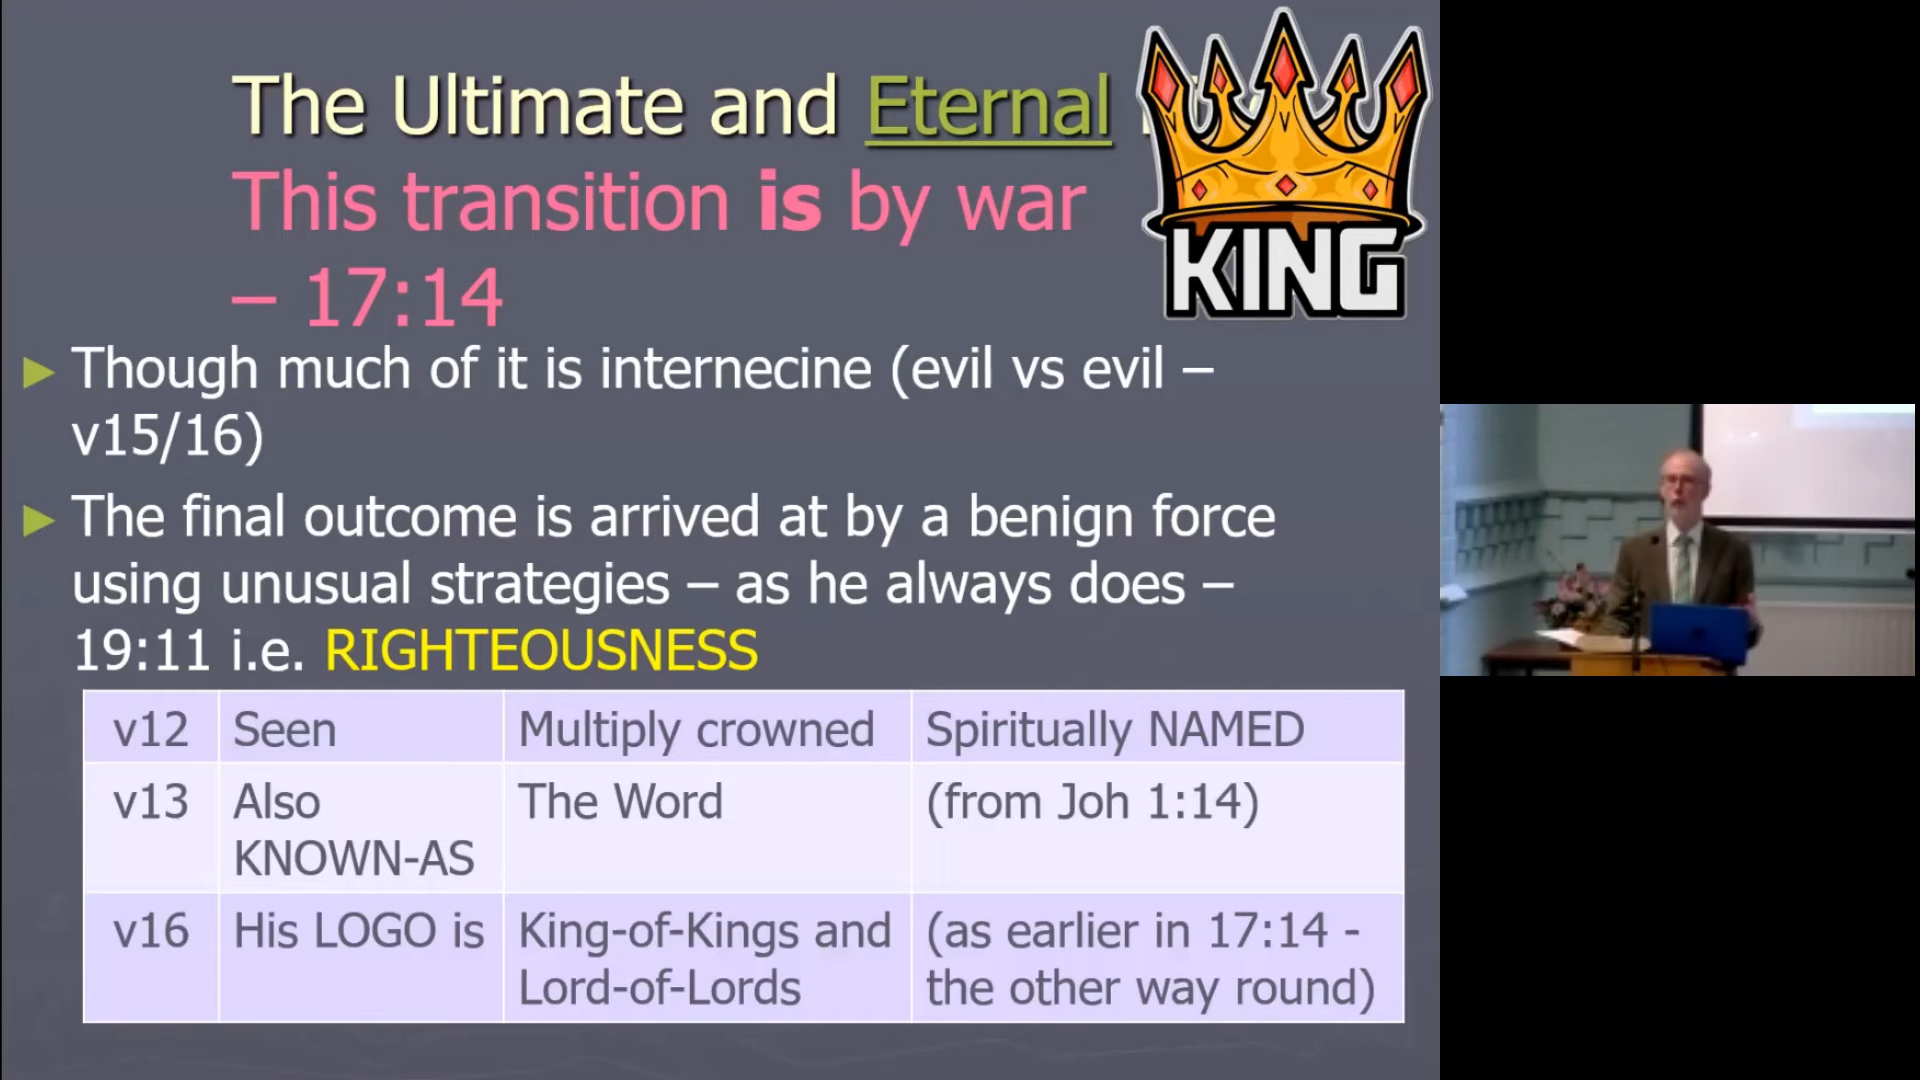 The Ultimate and Eternal
This transition is by war
– 17:14
KING
Though much of it is internecine (evil vs evil –
v15/16)
The final outcome is arrived at by a benign force
using unusual strategies – as he always does –
19:11 i.e. RIGHTEOUSNESS
v12 Seen Multiply crowned Spiritually NAMED
v13 Also The Word (from Joh 1:14)
KNOWN-AS
v16 His LOGO is King-of-Kings and (as earlier in 17:14 -
Lord-of-Lords the other way round)